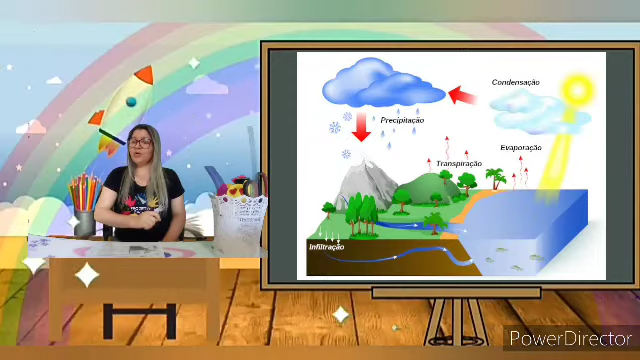 Condensação
Precipitação
Evaporação
Transpiração
Infiltração
PowerDirector